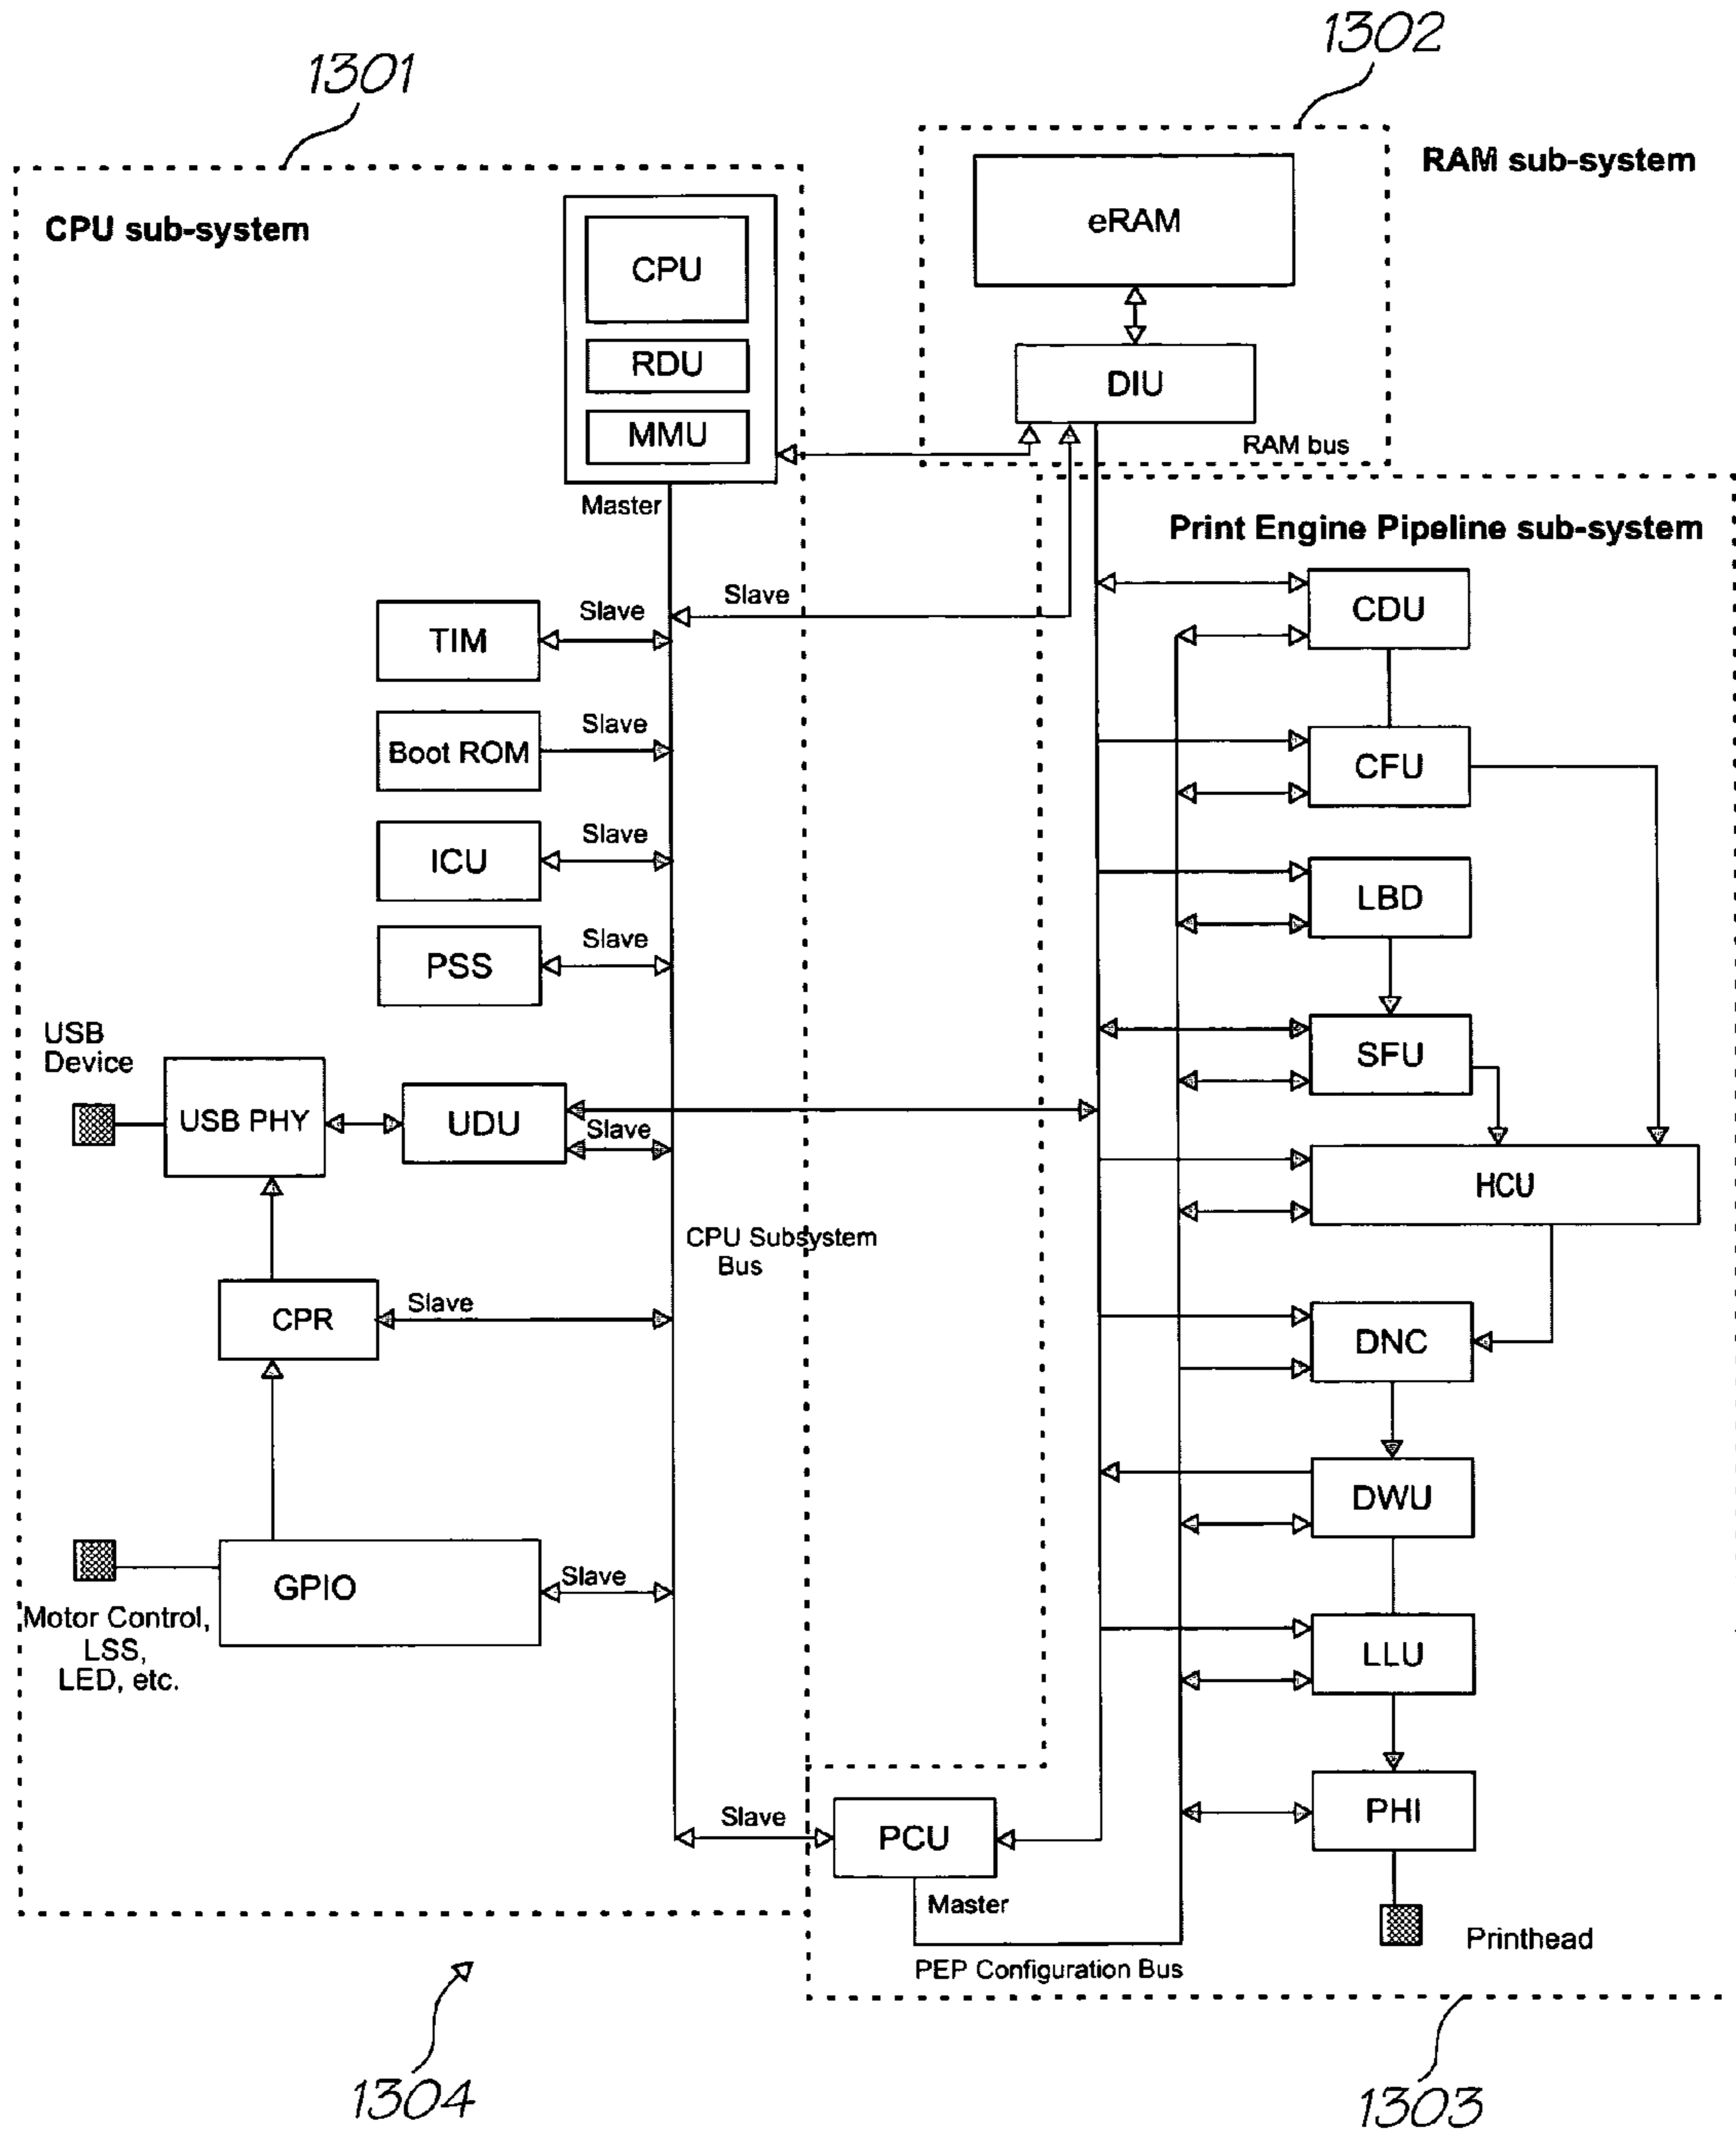 1301
1302
RAM sub-system
CPU sub-system
eRAM
CPU
RDU
DIU
MMU
RAM bus
Master
Print Engine Pipeline sub-system
Slave
Slave
CDU
TIM
Slave
Boot ROM
CFU
Slave
ICU
LBD
Slave
PSS
USB
Device
SFU
USB PHY
UDU
Slave
HCU
CPU Subsystem
Bus
Slave
CPR
DNC
DWU
Slave
GPIO
Motor Control,
LSS,
LED, etc.
LLU
Slave
PCU
PHI
Master
Printhead
PEP Configuration Bus
1304
1303